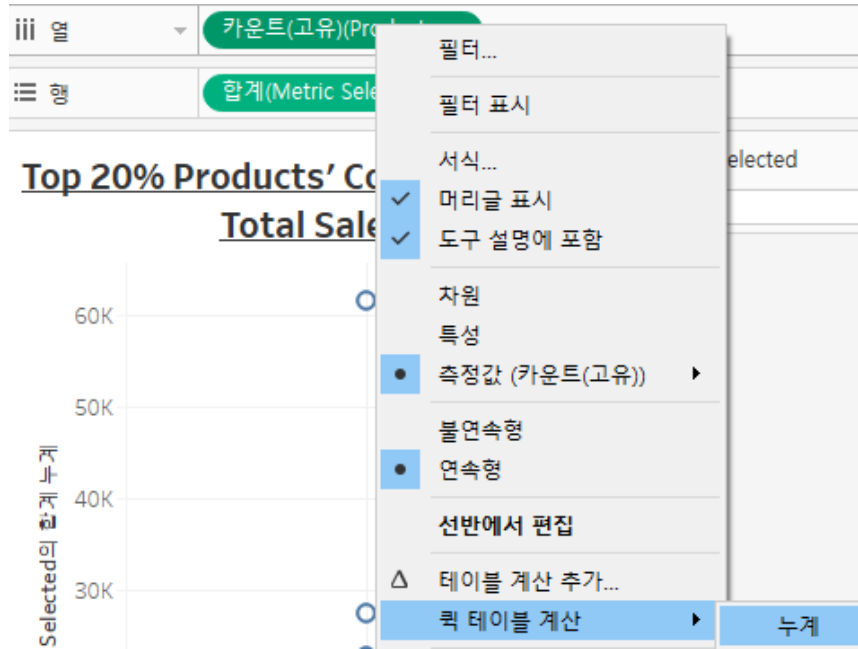 열
카운트(고유)(Prod
행
합계(Metric Sele
elected
Top 20% Products’ Co
Total Sale
60K
50K
40K
30K
Selected의 합계 누계
필터...
필터 표시
서식...
머리글 표시
도구 설명에 포함
차원
특성
측정값 (카운트(고유))
불연속형
연속형
선반에서 편집
테이블 계산 추가...
퀵 테이블 계산
누계